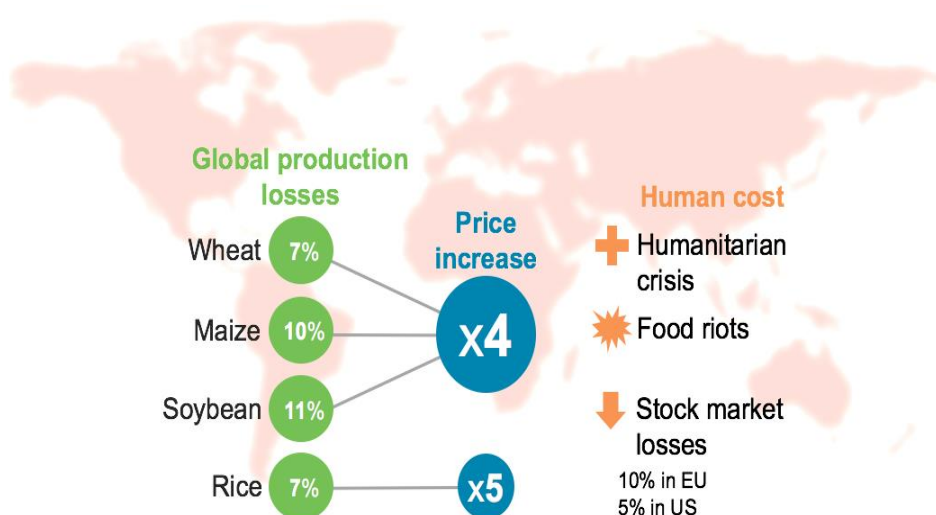 Global production
losses
Wheat 7%
Maize 10%
Soybean 11%
Rice 7%
Price
increase
x4
x5
Human cost
Humanitarian
crisis
Food riots
Stock market
losses
10% in EU
5% in US